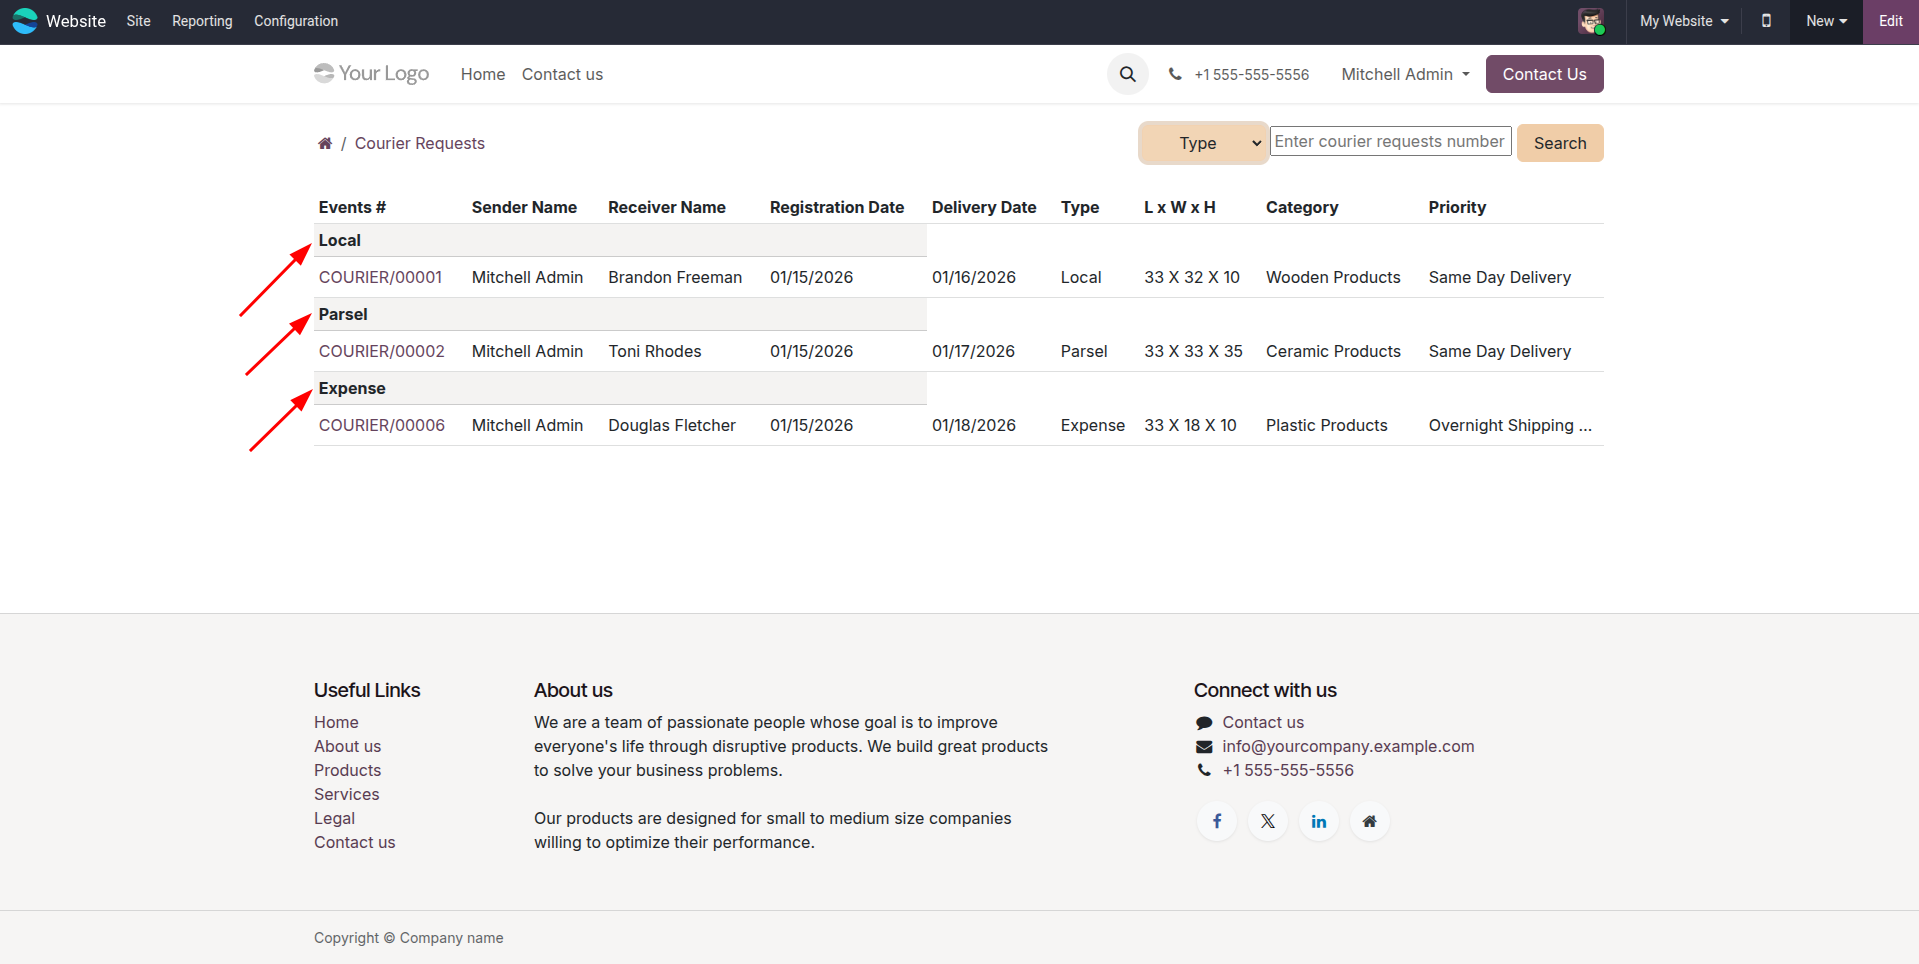 Website Site Reporting Configuration My Website New Edit
Your Logo Home Contact us +1 555-555-5556 Mitchell Admin Contact Us
/ Courier Requests Type Enter courier requests number Search
Events # Sender Name Receiver Name Registration Date Delivery Date Type L x W x H Category Priority
Local
COURIER/00001 Mitchell Admin Brandon Freeman 01/15/2026 01/16/2026 Local 33 X 32 X 10 Wooden Products Same Day Delivery
Parsel
COURIER/00002 Mitchell Admin Toni Rhodes 01/15/2026 01/17/2026 Parsel 33 X 33 X 35 Ceramic Products Same Day Delivery
Expense
COURIER/00006 Mitchell Admin Douglas Fletcher 01/15/2026 01/18/2026 Expense 33 X 18 X 10 Plastic Products Overnight Shipping ...
Useful Links
Home
About us
Products
Services
Legal
Contact us
About us
We are a team of passionate people whose goal is to improve
everyone's life through disruptive products. We build great products
to solve your business problems.
Our products are designed for small to medium size companies
willing to optimize their performance.
Connect with us
Contact us
info@yourcompany.example.com
+1 555-555-5556
Copyright © Company name